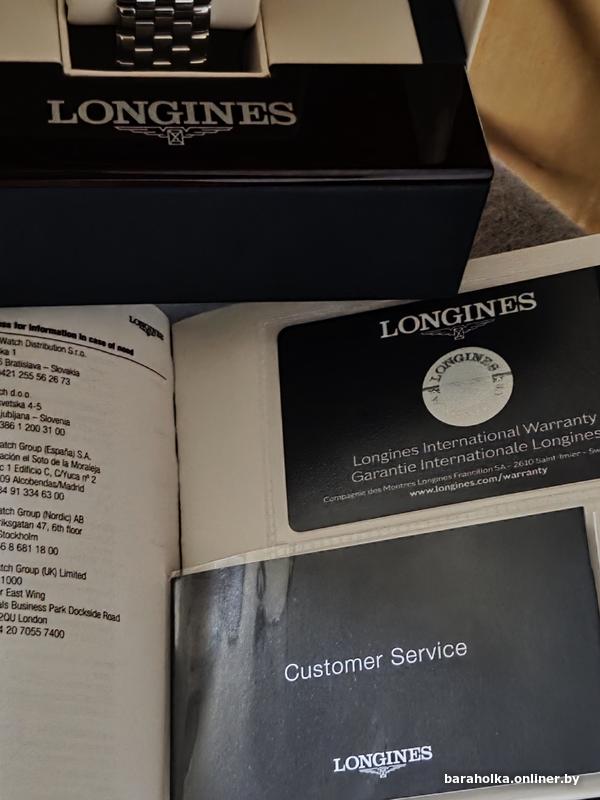 LONGINES
LONGINES
for information in case of need
Watch Distribution S.r.o.
ka 1
Bratislava – Slovakia
421 255 56 26 73
ch d.o.o.
svetska 4-5
jubljana – Slovenia
386 1 200 31 00
atch Group (España) S.A.
ación el Soto de la Moraleja
c 1 Edificio C, C/Yuca nº 2
09 Alcobendas/Madrid
34 91 334 63 00
atch Group (Nordic) AB
riksgatan 47, 6th floor
Stockholm
46 8 681 18 00
atch Group (UK) Limited
1000
r East Wing
als Business Park Dockside Road
2QU London
4 20 7055 7400
LONGINES
LONGINES
Longines International Warranty
Garantie Internationale Longines
Compagnie des Montres Longines Francillon SA - 2610 Saint-Imier - Sw
www.longines.com/warranty
Customer Service
LONGINES
baraholka.onliner.by